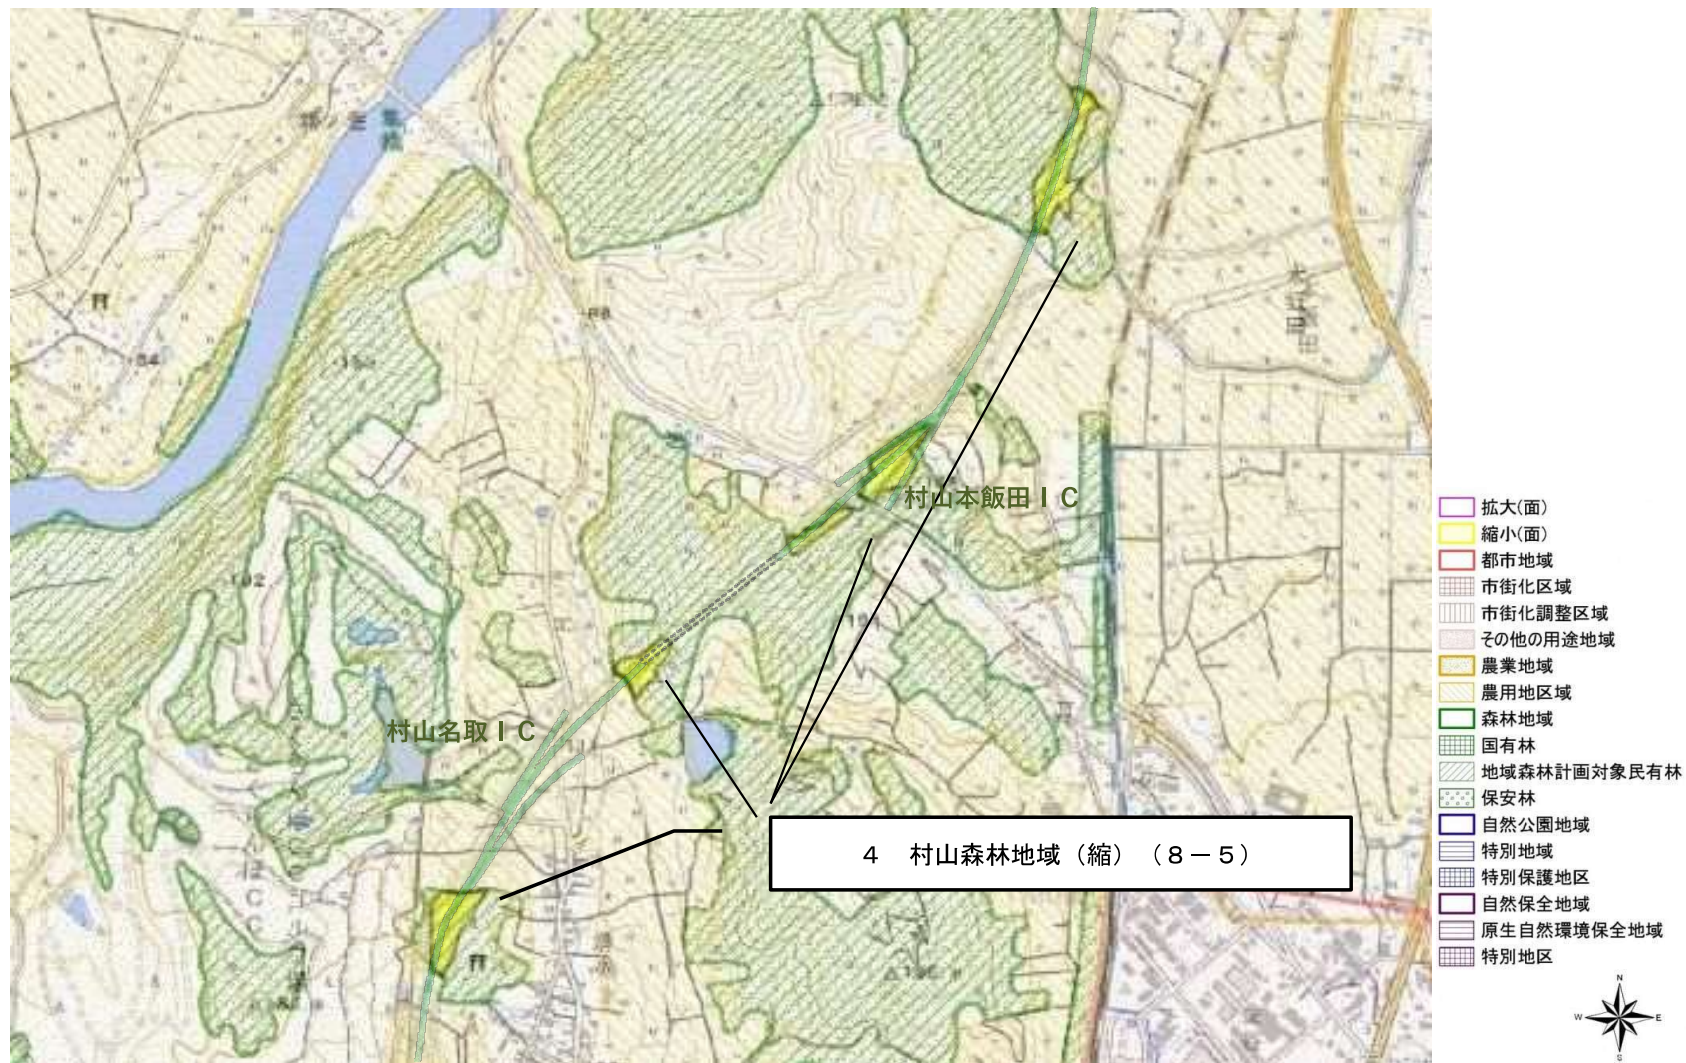 大久保
村山本飯田ＩＣ
村山名取ＩＣ
４　村山森林地域（縮）（８－５）
拡大(面)
縮小(面)
都市地域
市街化区域
市街化調整区域
その他の用途地域
農業地域
農用地区域
森林地域
国有林
地域森林計画対象民有林
保安林
自然公園地域
特別地域
特別保護地区
自然保全地域
原生自然環境保全地域
特別地区
N
W
E
S